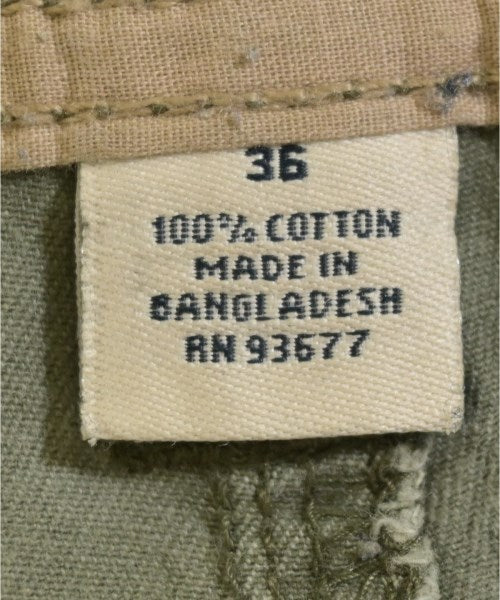 36
100% COTTON
MADE IN
BANGLADESH
RN 93677